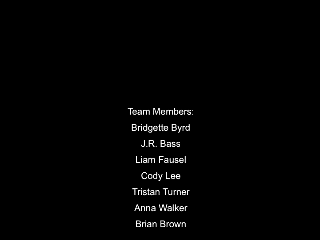 Team Members:
Bridgette Byrd
J.R. Bass
Liam Fausel
Cody Lee
Tristan Turner
Anna Walker
Brian Brown